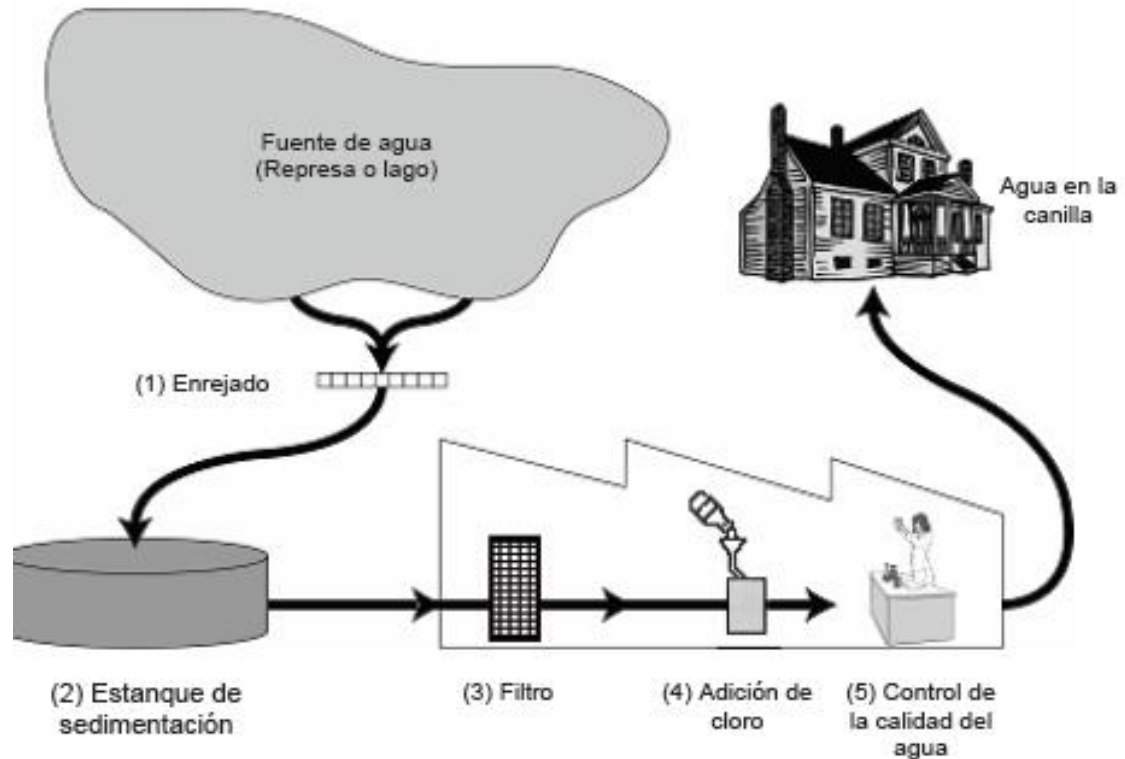 Fuente de agua
(Represa o lago)
Agua en la
canilla
(1) Enrejado
(2) Estanque de
sedimentación
(3) Filtro
(4) Adición de
cloro
(5) Control de
la calidad del
agua